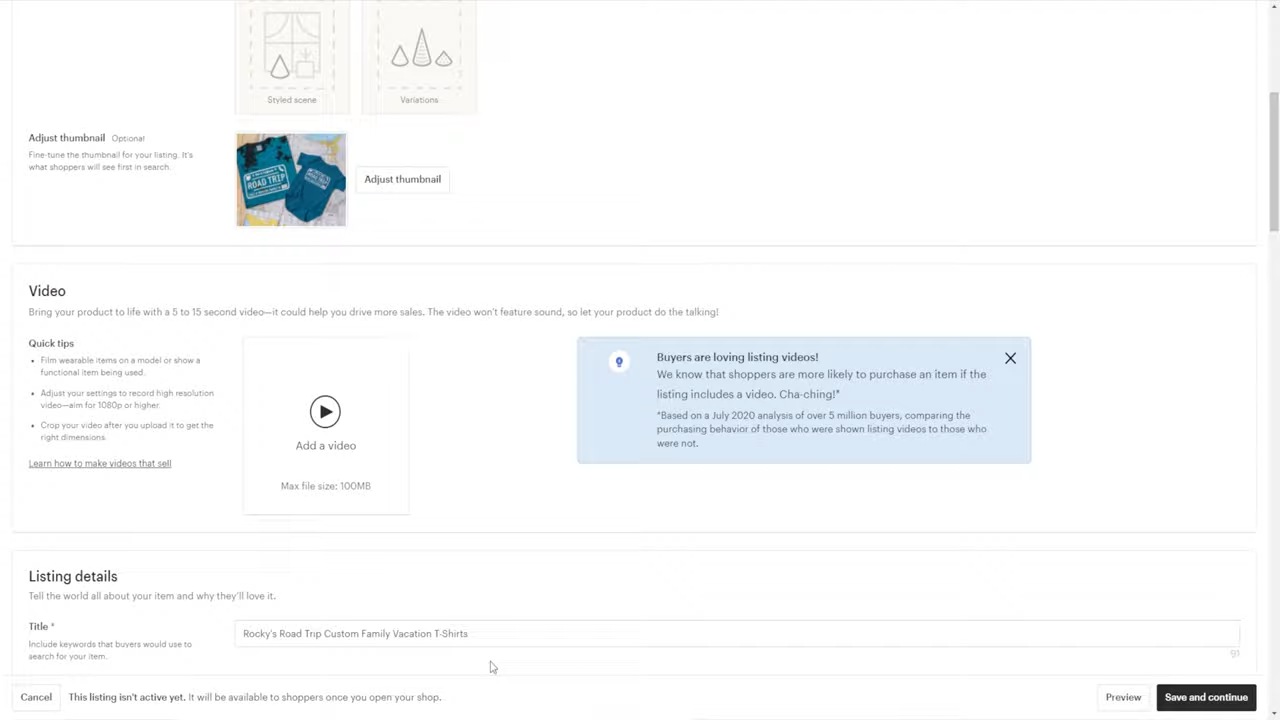 Styled scene
Variations
Adjust thumbnail Optional
Fine-tune the thumbnail for your listing. It's
what shoppers will see first in search.
ROAD TRIP
ROAD TRIP
Adjust thumbnail
Video
Bring your product to life with a 5 to 15 second video—it could help you drive more sales. The video won't feature sound, so let your product do the talking!
Quick tips
• Film wearable items on a model or show a
functional item being used.
• Adjust your settings to record high resolution
video—aim for 1080p or higher.
• Crop your video after you upload it to get the
right dimensions.
Learn how to make videos that sell
Add a video
Max file size: 100MB
Buyers are loving listing videos!
We know that shoppers are more likely to purchase an item if the
listing includes a video. Cha-ching!*
*Based on a July 2020 analysis of over 5 million buyers, comparing the
purchasing behavior of those who were shown listing videos to those who
were not.
Listing details
Tell the world all about your item and why they'll love it.
Title *
Include keywords that buyers would use to
search for your item.
Rocky's Road Trip Custom Family Vacation T-Shirts
91
Cancel
This listing isn't active yet. It will be available to shoppers once you open your shop.
Preview
Save and continue